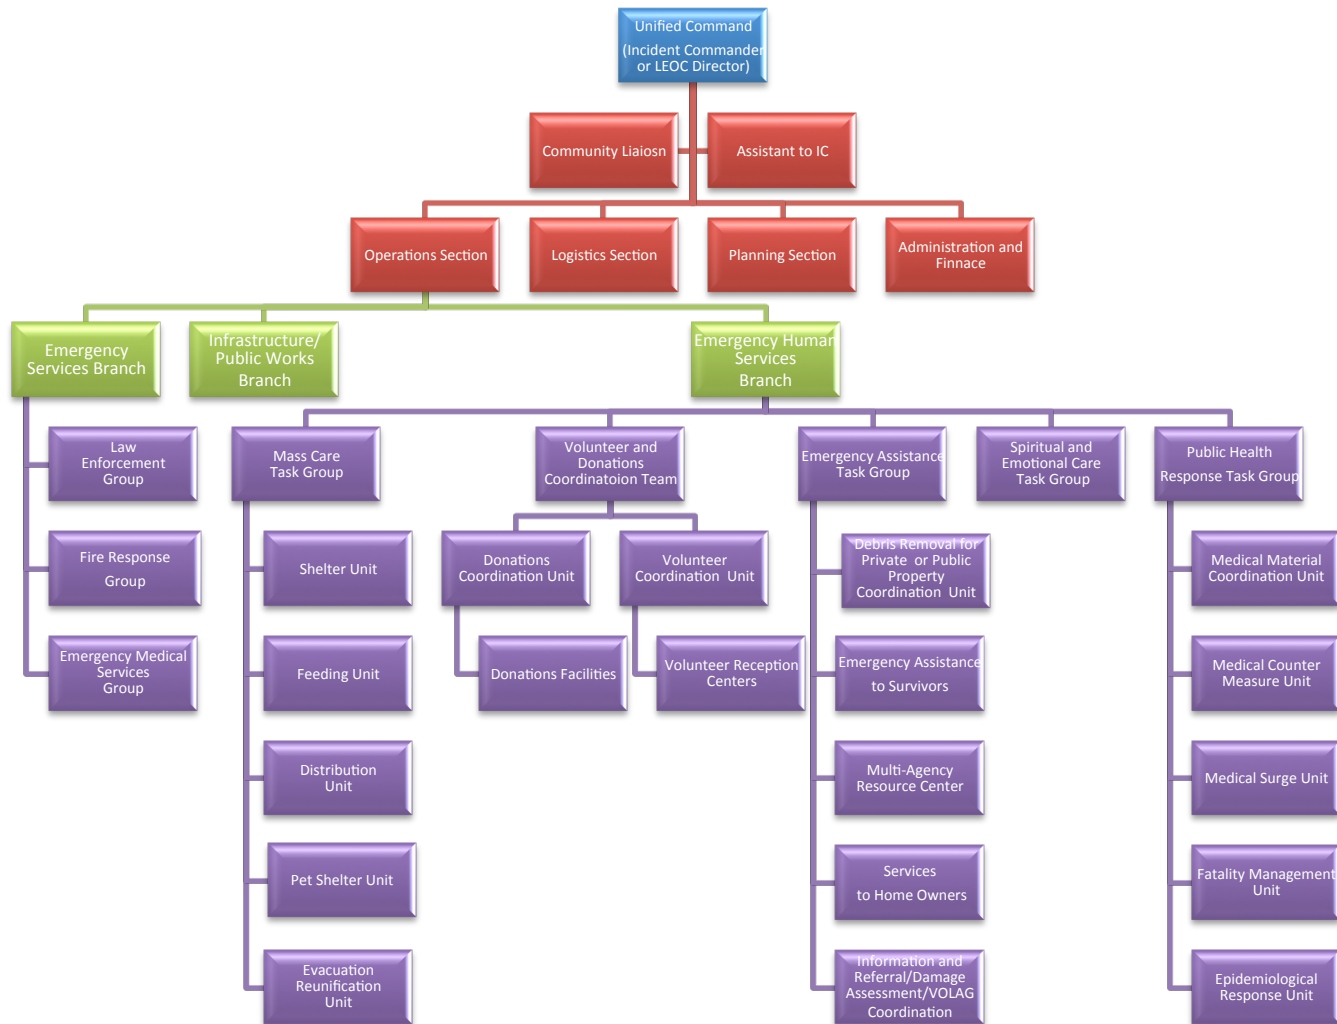 Unified Command
(Incident Commander
or LEOC Director)
Community Liaiosn
Assistant to IC
Operations Section
Logistics Section
Planning Section
Administration and
Finnace
Emergency
Services Branch
Infrastructure/
Public Works
Branch
Emergency Human
Services
Branch
Law
Enforcement
Group
Fire Response
Group
Emergency Medical
Services
Group
Mass Care
Task Group
Shelter Unit
Feeding Unit
Distribution
Unit
Pet Shelter Unit
Evacuation
Reunification
Unit
Volunteer and
Donations
Coordinatoion Team
Donations
Coordination Unit
Donations Facilities
Volunteer
Coordination Unit
Volunteer Reception
Centers
Emergency Assistance
Task Group
Debris Removal for
Private or Public
Property
Coordination Unit
Emergency Assistance
to Survivors
Multi-Agency
Resource Center
Services
to Home Owners
Information and
Referral/Damage
Assessment/VOLAG
Coordination
Spiritual and
Emotional Care
Task Group
Public Health
Response Task Group
Medical Material
Coordination Unit
Medical Counter
Measure Unit
Medical Surge Unit
Fatality Management
Unit
Epidemiological
Response Unit